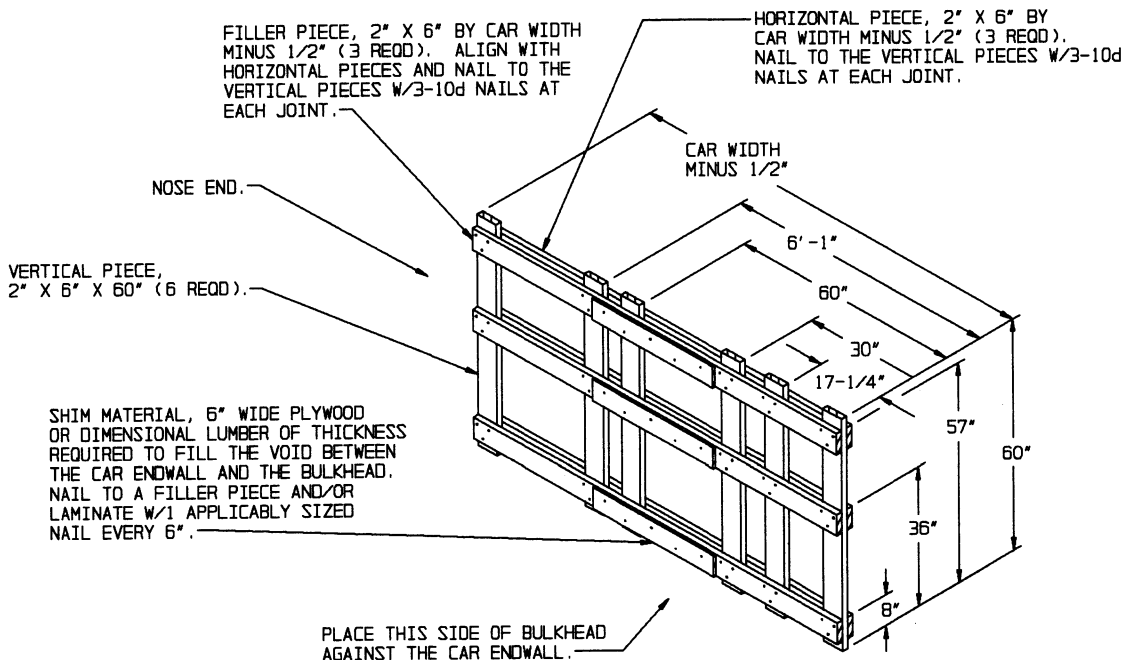 FILLER PIECE, 2" X 6" BY CAR WIDTH
MINUS 1/2" (3 REQD). ALIGN WITH
HORIZONTAL PIECES AND NAIL TO THE
VERTICAL PIECES W/3-10d NAILS AT
EACH JOINT.
HORIZONTAL PIECE, 2" X 6" BY
CAR WIDTH MINUS 1/2" (3 REQD).
NAIL TO THE VERTICAL PIECES W/3-10d
NAILS AT EACH JOINT.
CAR WIDTH
MINUS 1/2"
NOSE END.
6'-1"
VERTICAL PIECE,
2" X 6" X 60" (6 REQD).
60"
30"
17-1/4"
SHIM MATERIAL, 6" WIDE PLYWOOD
OR DIMENSIONAL LUMBER OF THICKNESS
REQUIRED TO FILL THE VOID BETWEEN
THE CAR ENDWALL AND THE BULKHEAD.
NAIL TO A FILLER PIECE AND/OR
LAMINATE W/1 APPLICABLY SIZED
NAIL EVERY 6".
57"
60"
36"
8"
PLACE THIS SIDE OF BULKHEAD
AGAINST THE CAR ENDWALL.